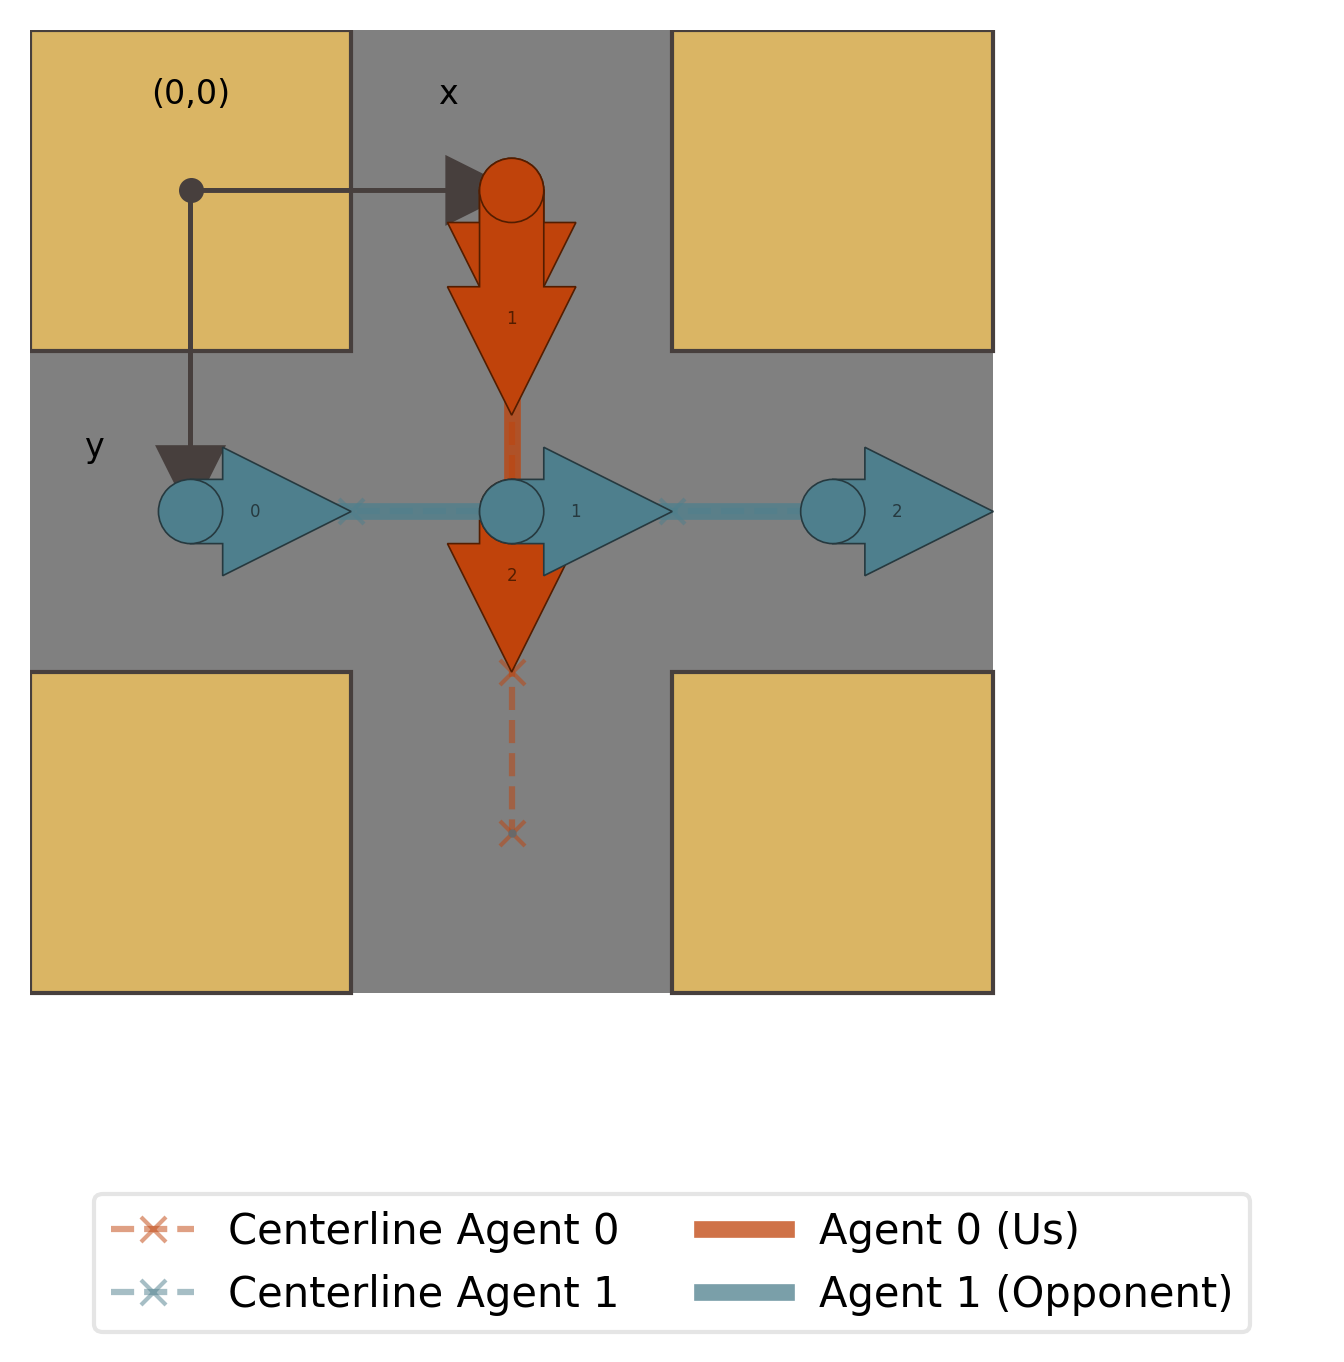 (0,0)
x
1
y
0
1
2
2
Centerline Agent 0
Agent 0 (Us)
Centerline Agent 1
Agent 1 (Opponent)